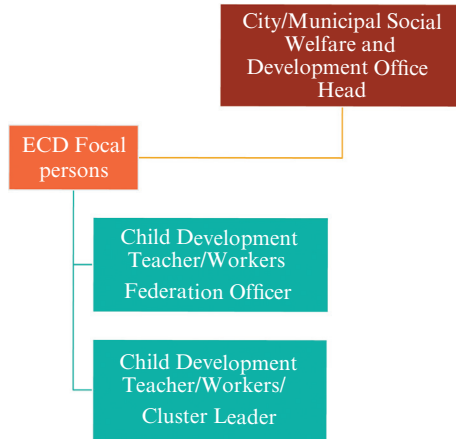 City/Municipal Social
Welfare and
Development Office
Head
ECD Focal
persons
Child Development
Teacher/Workers
Federation Officer
Child Development
Teacher/Workers/
Cluster Leader